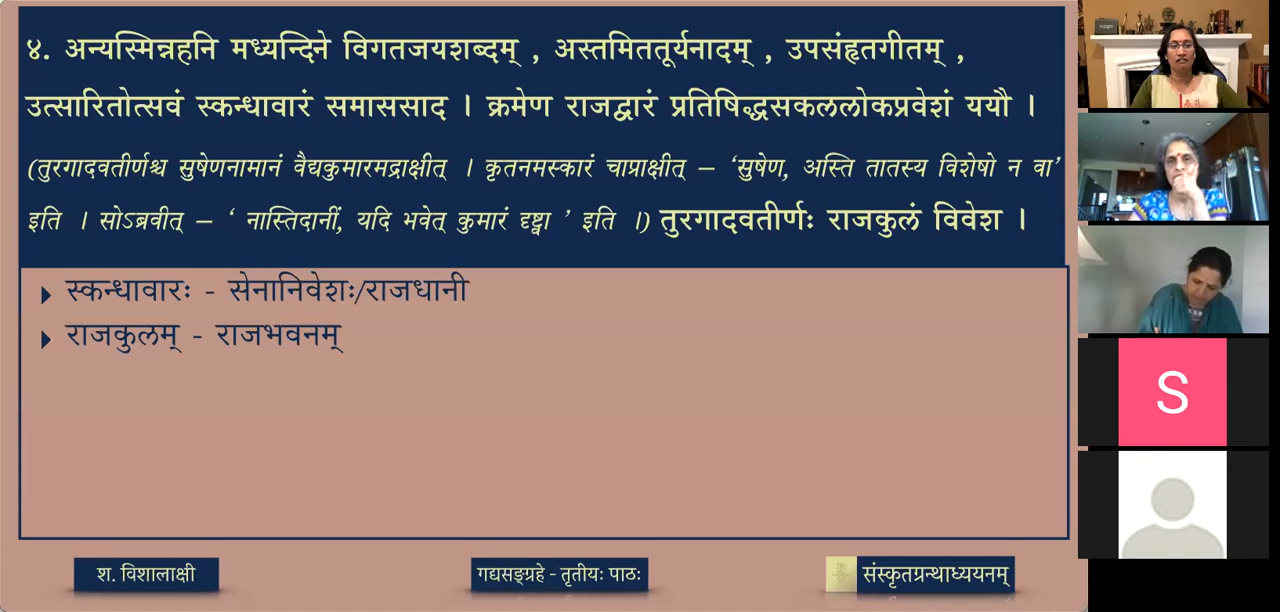 ४. अन्यस्मिन्नहनि मध्यन्दिने विगतजयशब्दम् , अस्तमिततूर्यनादम् , उपसंहृतगीतम् ,
उत्सारितोत्सवं स्कन्धावारं समाससाद । क्रमेण राजद्वारं प्रतिषिद्धसकललोकप्रवेशं ययौ ।
(तुरगादवतीर्णश्च सुषेणनामानं वैद्यकुमारमद्राक्षीत् । कृतनमस्कारं चाप्राक्षीत् – ‘सुषेण, अस्ति तातस्य विशेषो न वा’
इति । सोऽब्रवीत् – ‘ नास्तिदानीं, यदि भवेत् कुमारं दृष्ट्वा ’ इति ।) तुरगादवतीर्णः राजकुलं विवेश ।
स्कन्धावारः - सेनानिवेशः/राजधानी
राजकुलम् - राजभवनम्
S
श. विशालाक्षी
गद्यसङ्ग्रहे - तृतीयः पाठः
संस्कृतग्रन्थाध्ययनम्